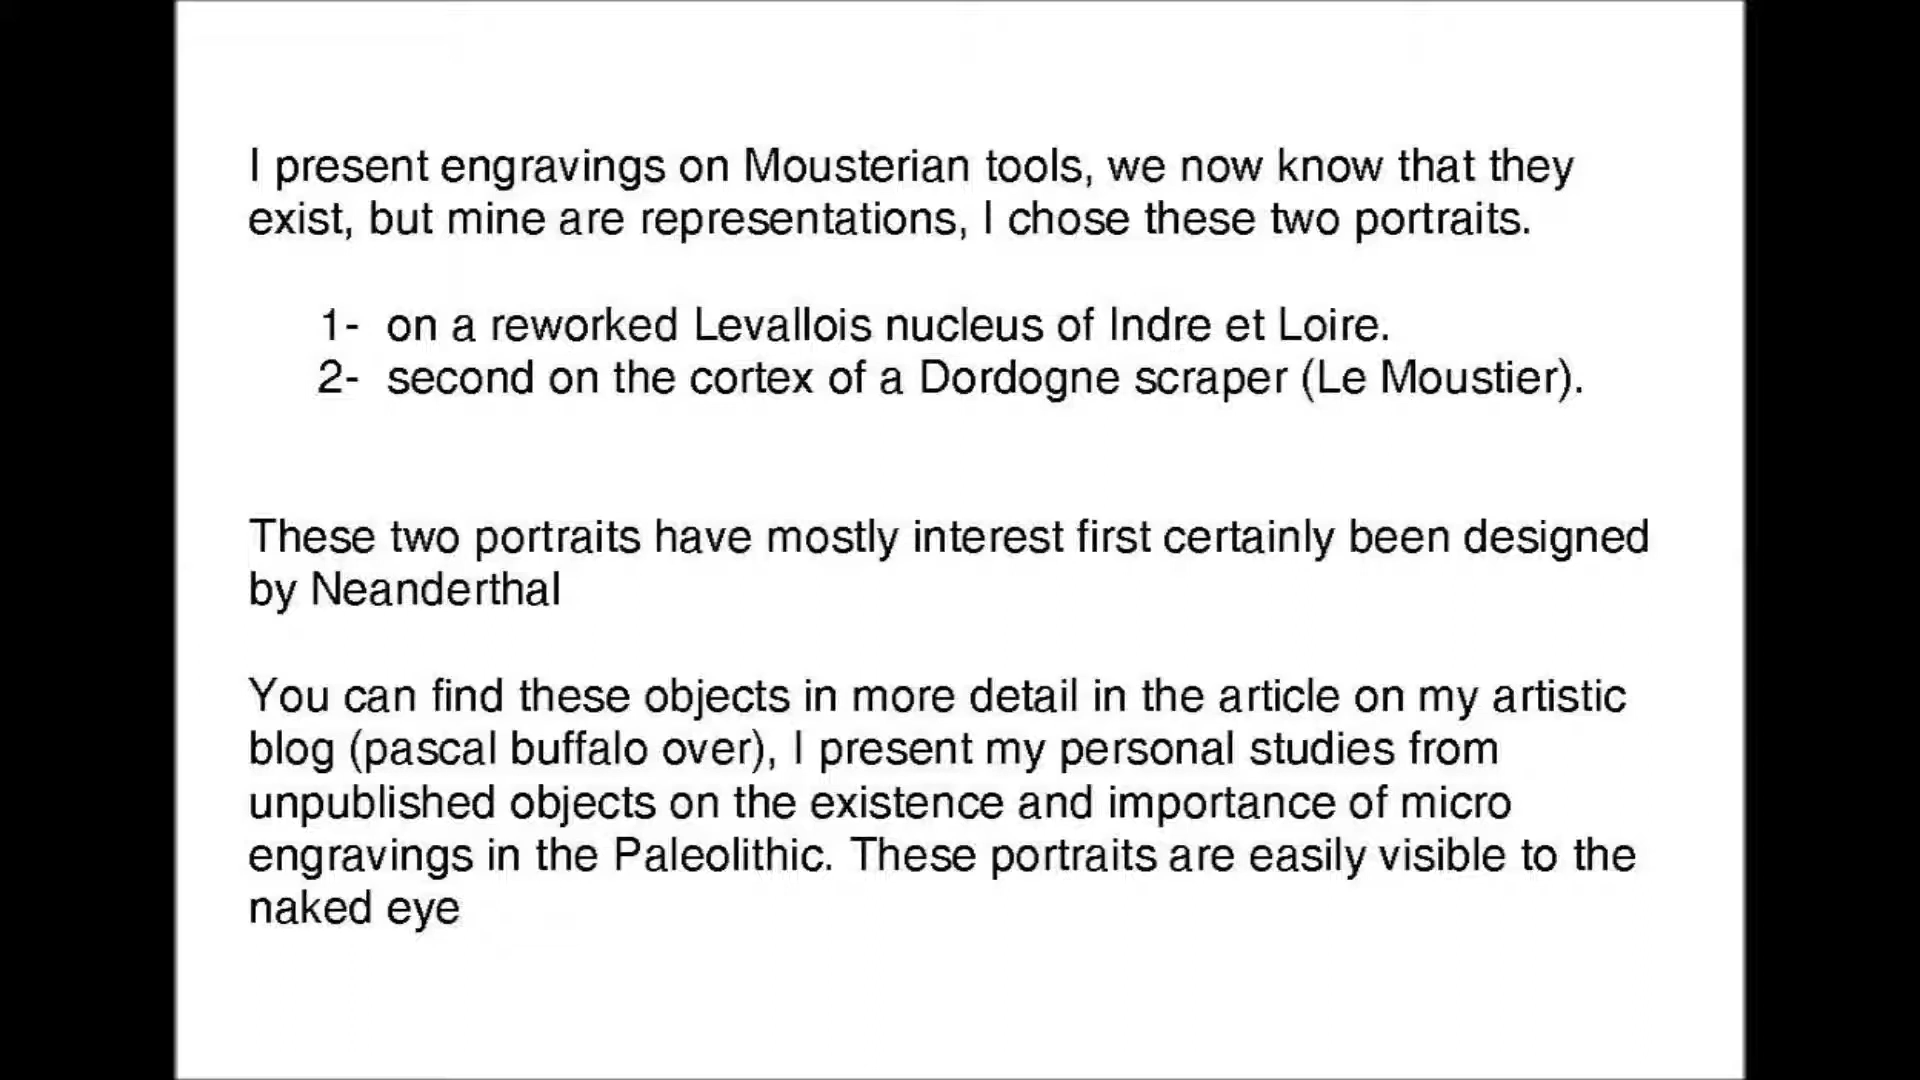 I present engravings on Mousterian tools, we now know that they
exist, but mine are representations, I chose these two portraits.
1- on a reworked Levallois nucleus of Indre et Loire.
2- second on the cortex of a Dordogne scraper (Le Moustier).
These two portraits have mostly interest first certainly been designed
by Neanderthal
You can find these objects in more detail in the article on my artistic
blog (pascal buffalo over), I present my personal studies from
unpublished objects on the existence and importance of micro
engravings in the Paleolithic. These portraits are easily visible to the
naked eye